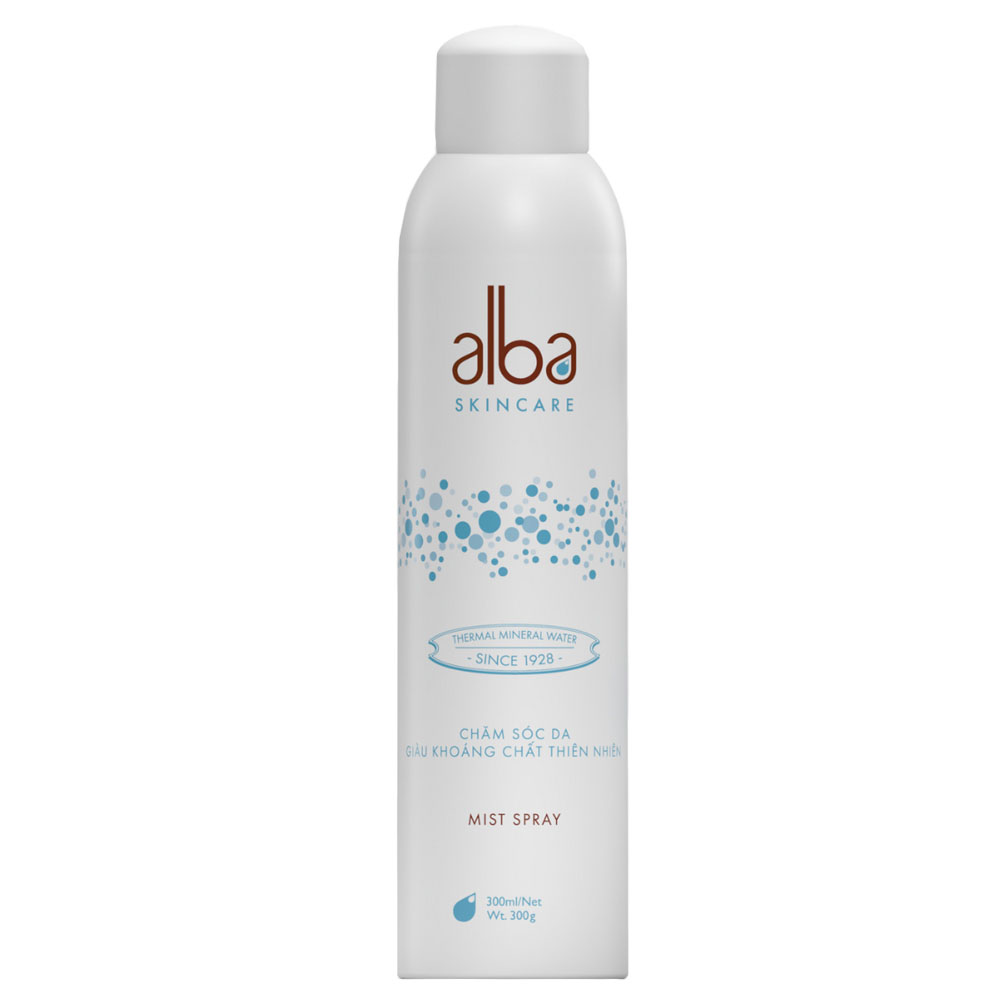 alba
SKINCARE
THERMAL MINERAL WATER
- SINCE 1928 -
CHĂM SÓC DA
GIÀU KHOÁNG CHẤT THIÊN NHIÊN
MIST SPRAY
300ml/Net
Wt. 300g